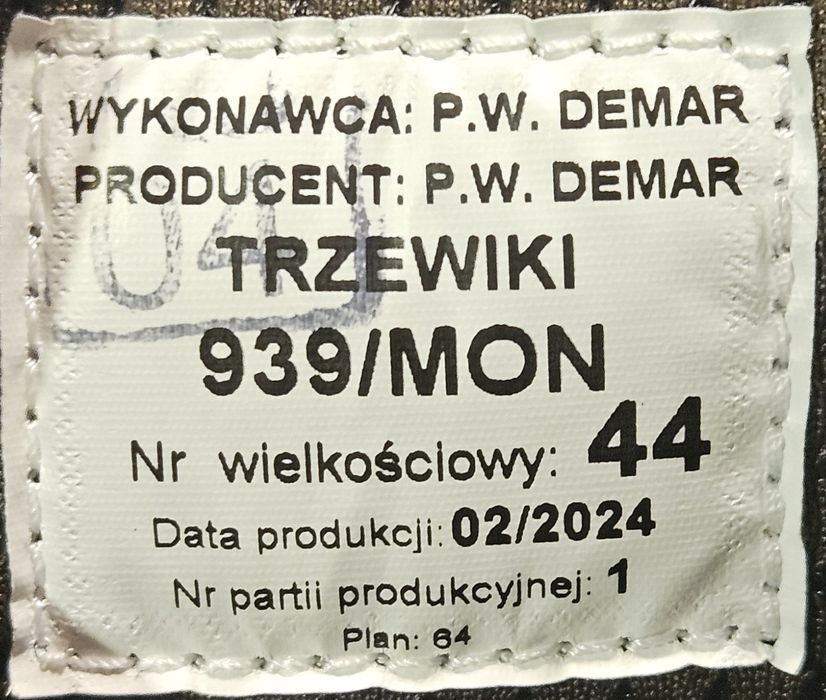 WYKONAWCA: P.W. DEMAR
PRODUCENT: P.W. DEMAR
04
TRZEWIKI
939/MON
Nr wielkościowy: 44
Data produkcji: 02/2024
Nr partii produkcyjnej: 1
Plan: 64